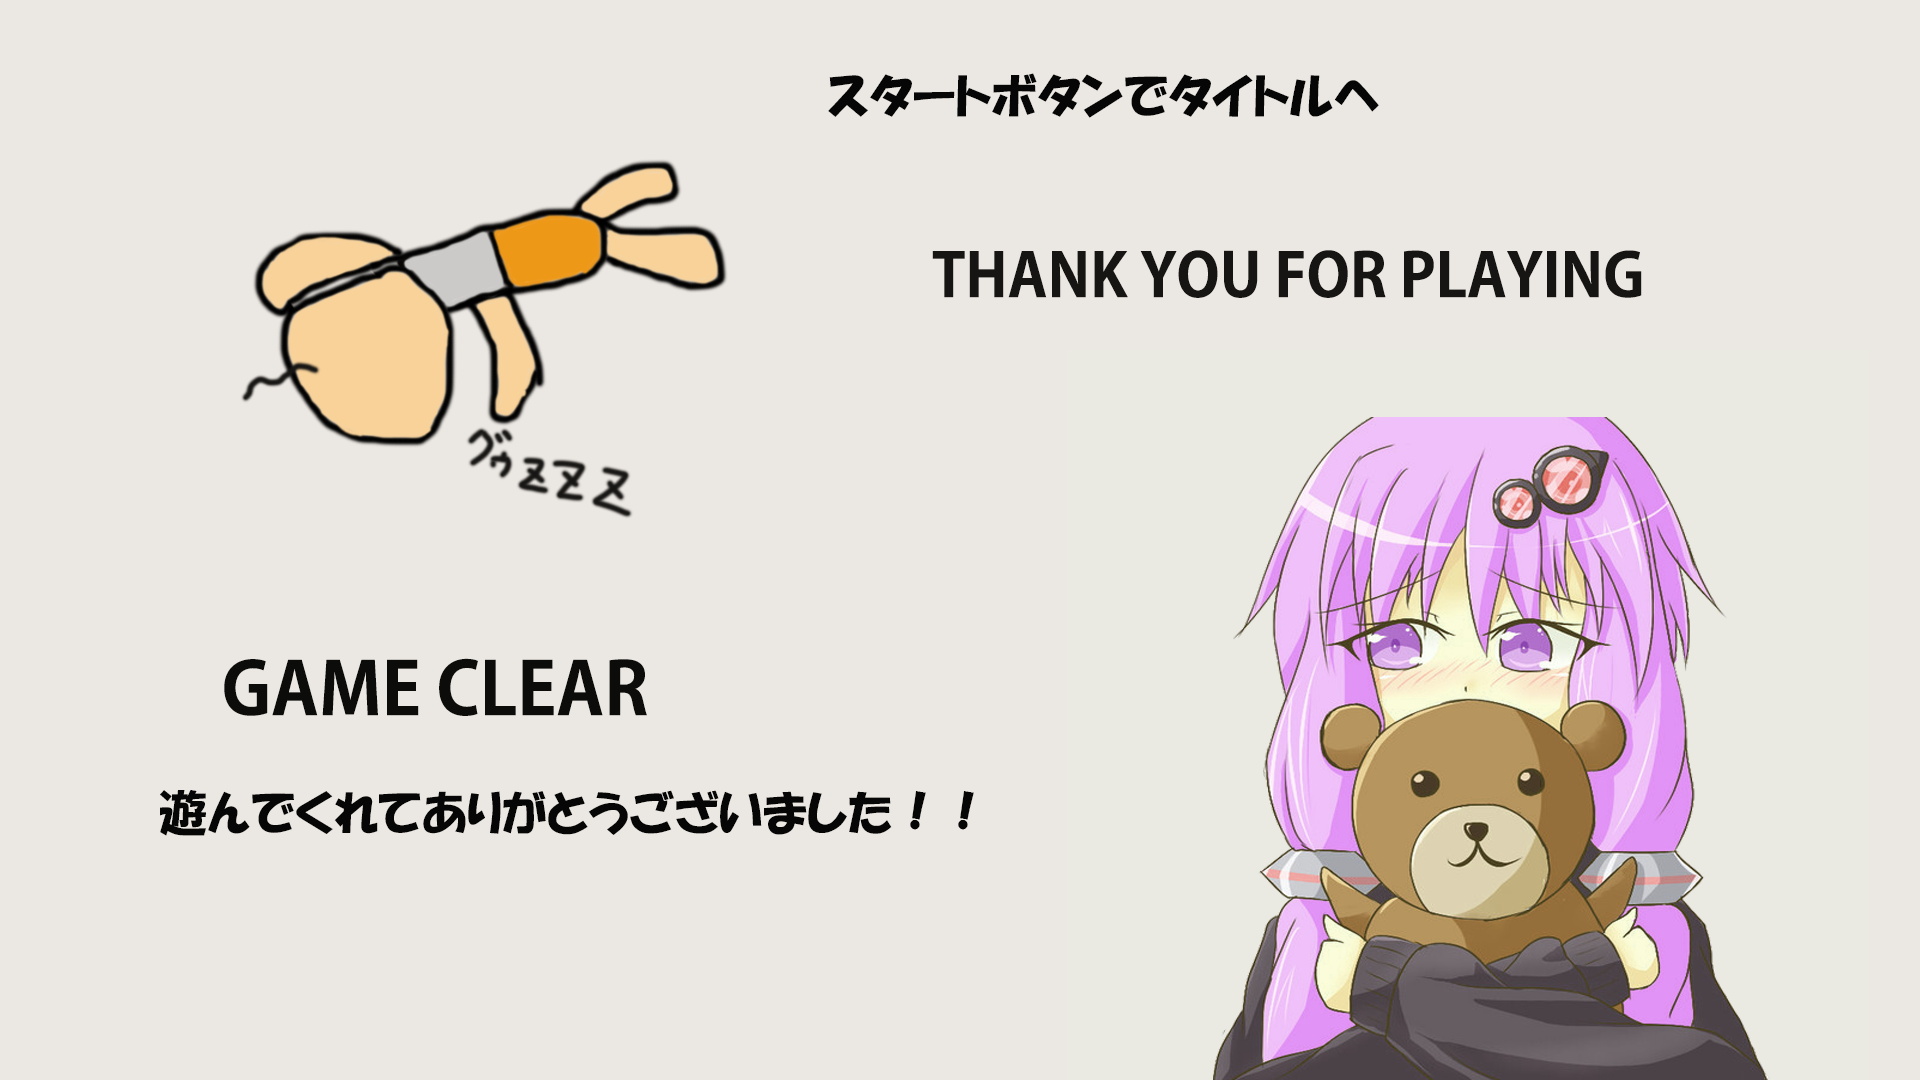 スタートボタンでタイトルへ
THANK YOU FOR PLAYING
グゥZZZ
GAME CLEAR
遊んでくれてありがとうございました！！